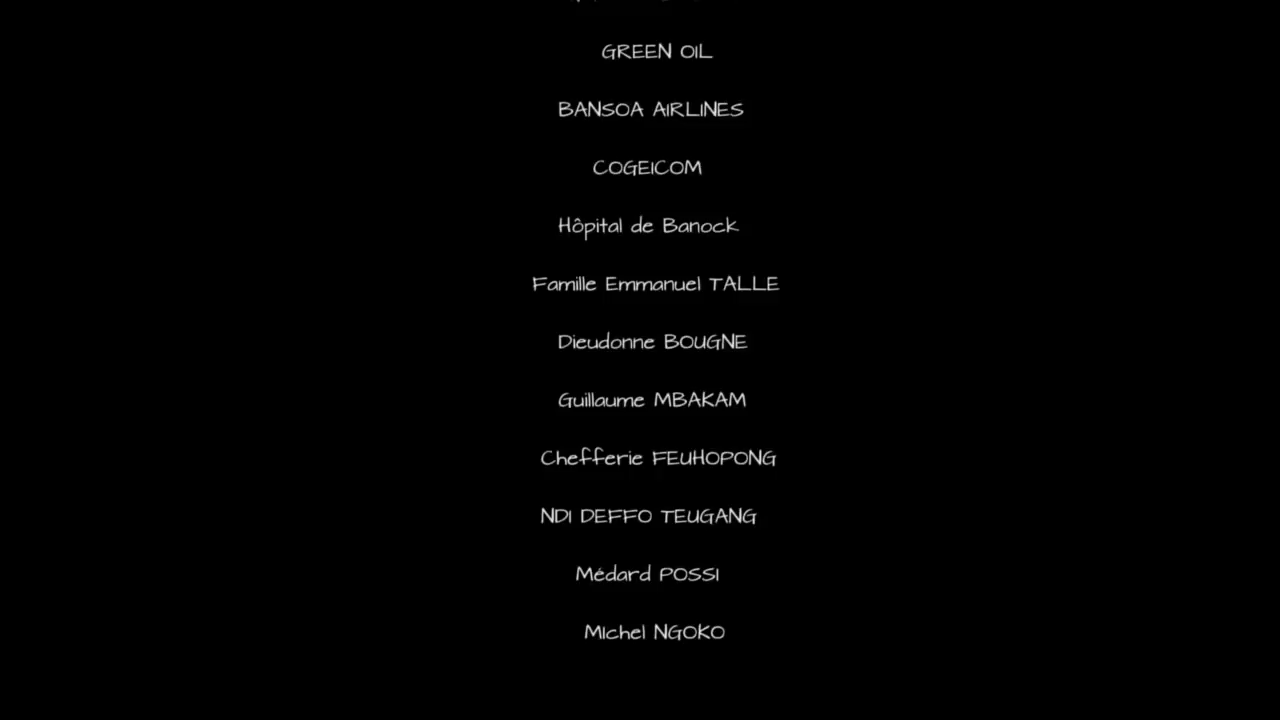 GREEN OIL
BANSOA AIRLINES
COGEICOM
Hôpital de Banock
Famille Emmanuel TALLE
Dieudonne BOUGNE
Guillaume MBAKAM
Chefferie FEUHOPONG
NDI DEFFO TEUGANG
Médard POSSI
MIchel NGOKO